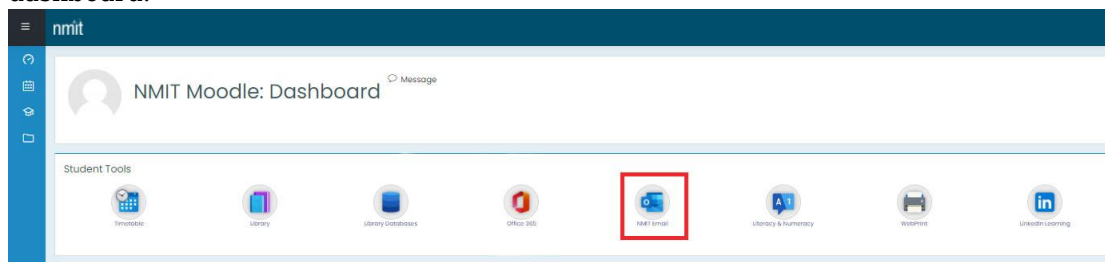 dashboard.
nmit
NMIT Moodle: Dashboard
Message
Student Tools
Timetable
Library
Library Databases
Office 365
NMIT Email
Literacy & Numeracy
WebPrint
LinkedIn Learning